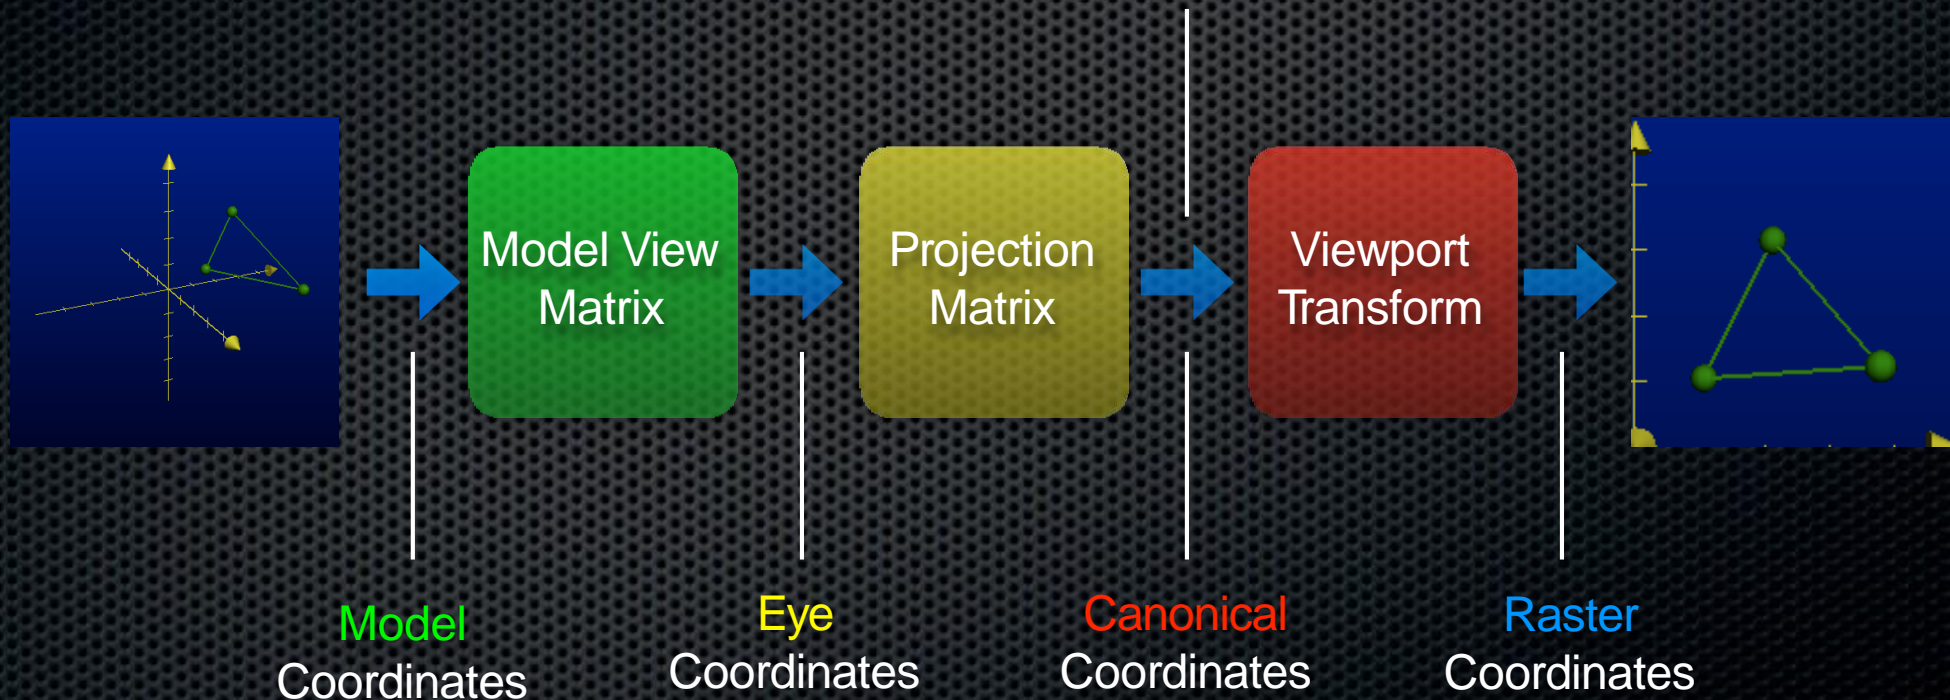 Model View
Matrix
Projection
Matrix
Viewport
Transform
Model
Coordinates
Eye
Coordinates
Canonical
Coordinates
Raster
Coordinates